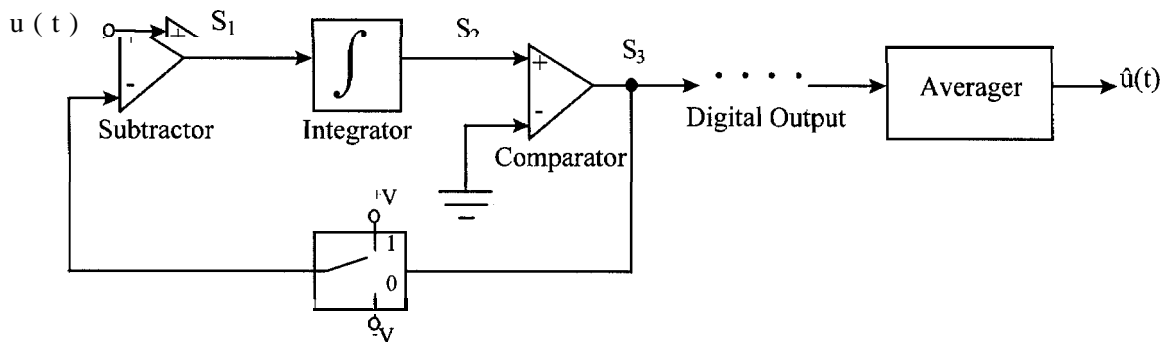 u ( t )
+
-
S1
Subtractor
∫
Integrator
S2
+
-
Comparator
S3
. . . .
Digital Output
Averager
û(t)
+V
1
0
-V